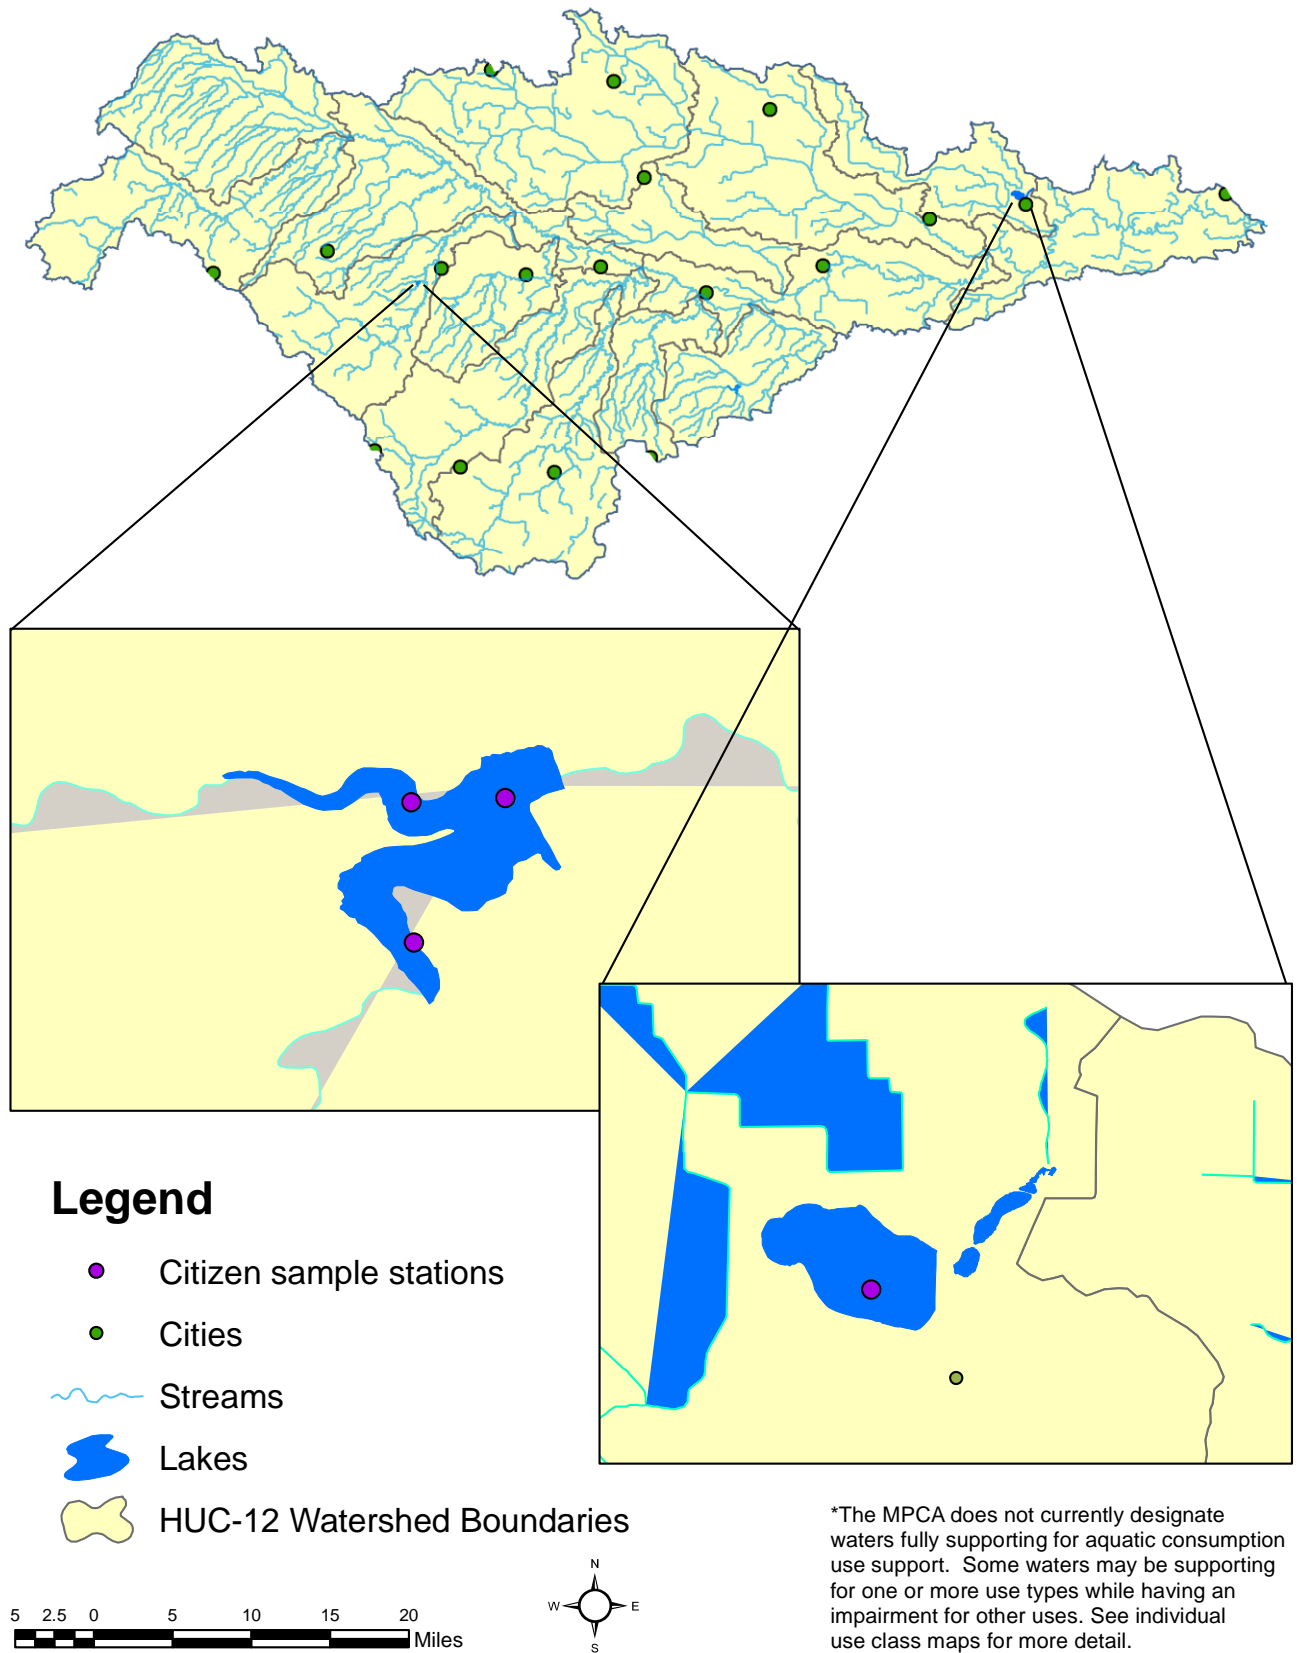 Legend
Citizen sample stations
Cities
Streams
Lakes
HUC-12 Watershed Boundaries
5 2.5 0 5 10 15 20
Miles
N
W E
S
*The MPCA does not currently designate
waters fully supporting for aquatic consumption
use support. Some waters may be supporting
for one or more use types while having an
impairment for other uses. See individual
use class maps for more detail.